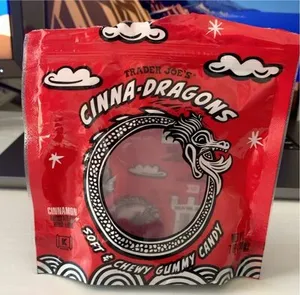 TRADER JOE'S
CINNA-DRAGONS
CINNAMON
SOFT & CHEWY GUMMY CANDY